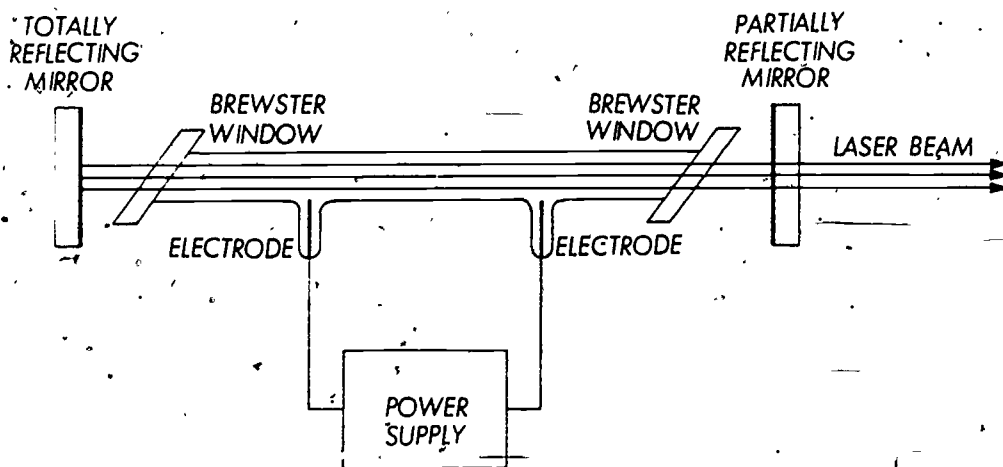 TOTALLY
REFLECTING
MIRROR
PARTIALLY
REFLECTING
MIRROR
BREWSTER
WINDOW
BREWSTER
WINDOW
LASER BEAM
ELECTRODE
ELECTRODE
POWER
SUPPLY